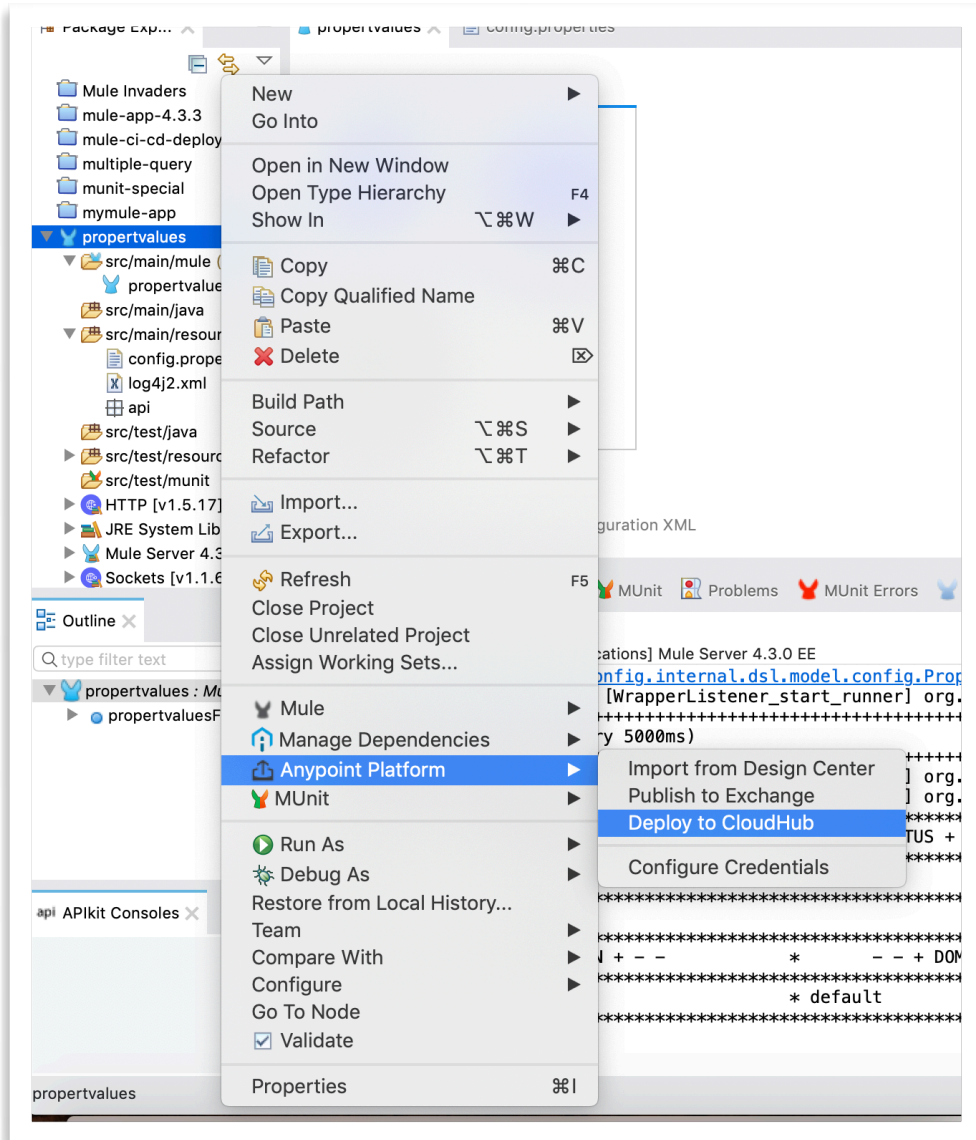 Package Exp...
propertvalues
config.properties
Mule Invaders
mule-app-4.3.3
mule-ci-cd-deploy
multiple-query
munit-special
mymule-app
propertvalues
src/main/mule (
propertvalue
src/main/java
src/main/resour
config.prope
log4j2.xml
api
src/test/java
src/test/resourc
src/test/munit
HTTP [v1.5.17]
JRE System Lib
Mule Server 4.3
Sockets [v1.1.6
Outline
type filter text
propertvalues : Mu
propertvaluesF
api APIkit Consoles
propertvalues
New
Go Into
Open in New Window
Open Type Hierarchy F4
Show In ⌥⌘W
Copy ⌘C
Copy Qualified Name
Paste ⌘V
Delete ⌦
Build Path
Source ⌥⌘S
Refactor ⌥⌘T
Import...
Export...
Refresh F5
Close Project
Close Unrelated Project
Assign Working Sets...
Mule
Manage Dependencies
Anypoint Platform
MUnit
Run As
Debug As
Restore from Local History...
Team
Compare With
Configure
Go To Node
Validate
Properties ⌘I
Import from Design Center
Publish to Exchange
Deploy to CloudHub
Configure Credentials
guration XML
MUnit
Problems
MUnit Errors
cations] Mule Server 4.3.0 EE
onfig.internal.dsl.model.config.Prop
[WrapperListener_start_runner] org.
++++++++++++++++++++++++++++++++++++
ry 5000ms)
++++
] org.
] org.
****
TUS +
****
************************************
************************************
N + - - * - - + DOM
************************************
* default
************************************